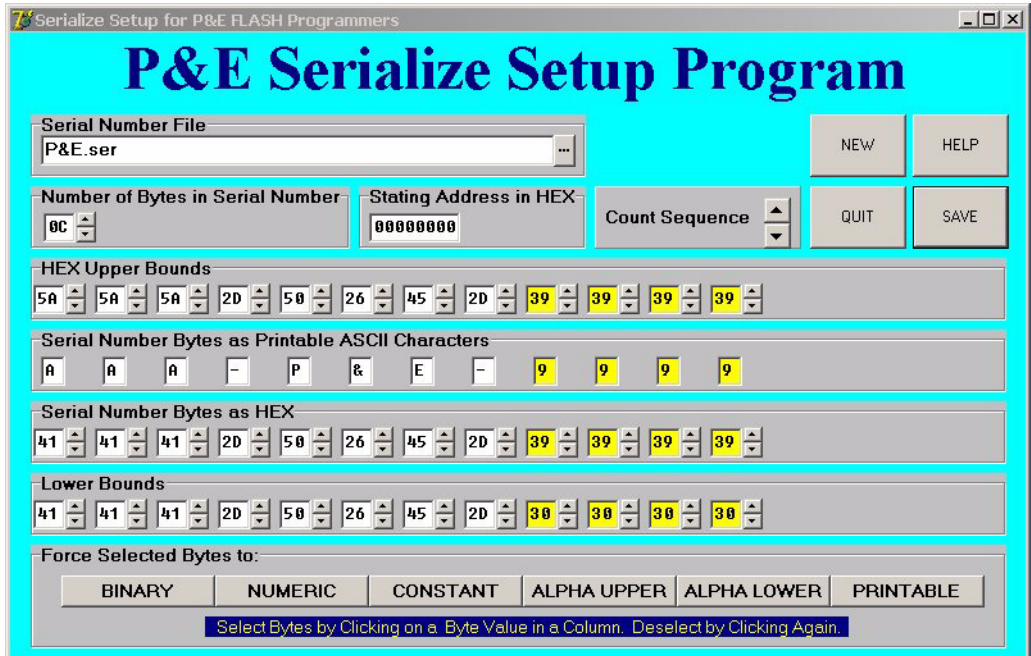 Serialize Setup for P&E FLASH Programmers
P&E Serialize Setup Program
Serial Number File
P&E.ser ...
NEW HELP
Number of Bytes in Serial Number Stating Address in HEX
0C 00000000 Count Sequence QUIT SAVE
HEX Upper Bounds
5A 5A 5A 2D 50 26 45 2D 39 39 39 39
Serial Number Bytes as Printable ASCII Characters
A A A - P & E - 9 9 9 9
Serial Number Bytes as HEX
41 41 41 2D 50 26 45 2D 39 39 39 39
Lower Bounds
41 41 41 2D 50 26 45 2D 30 30 30 30
Force Selected Bytes to:
BINARY NUMERIC CONSTANT ALPHA UPPER ALPHA LOWER PRINTABLE
Select Bytes by Clicking on a Byte Value in a Column. Deselect by Clicking Again.